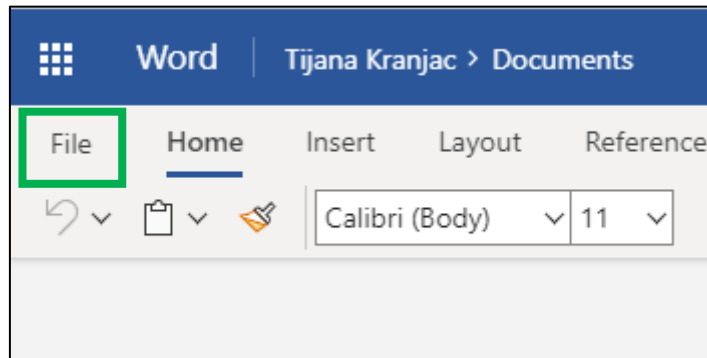 Word Tijana Kranjac > Documents
File Home Insert Layout Reference
Calibri (Body) 11